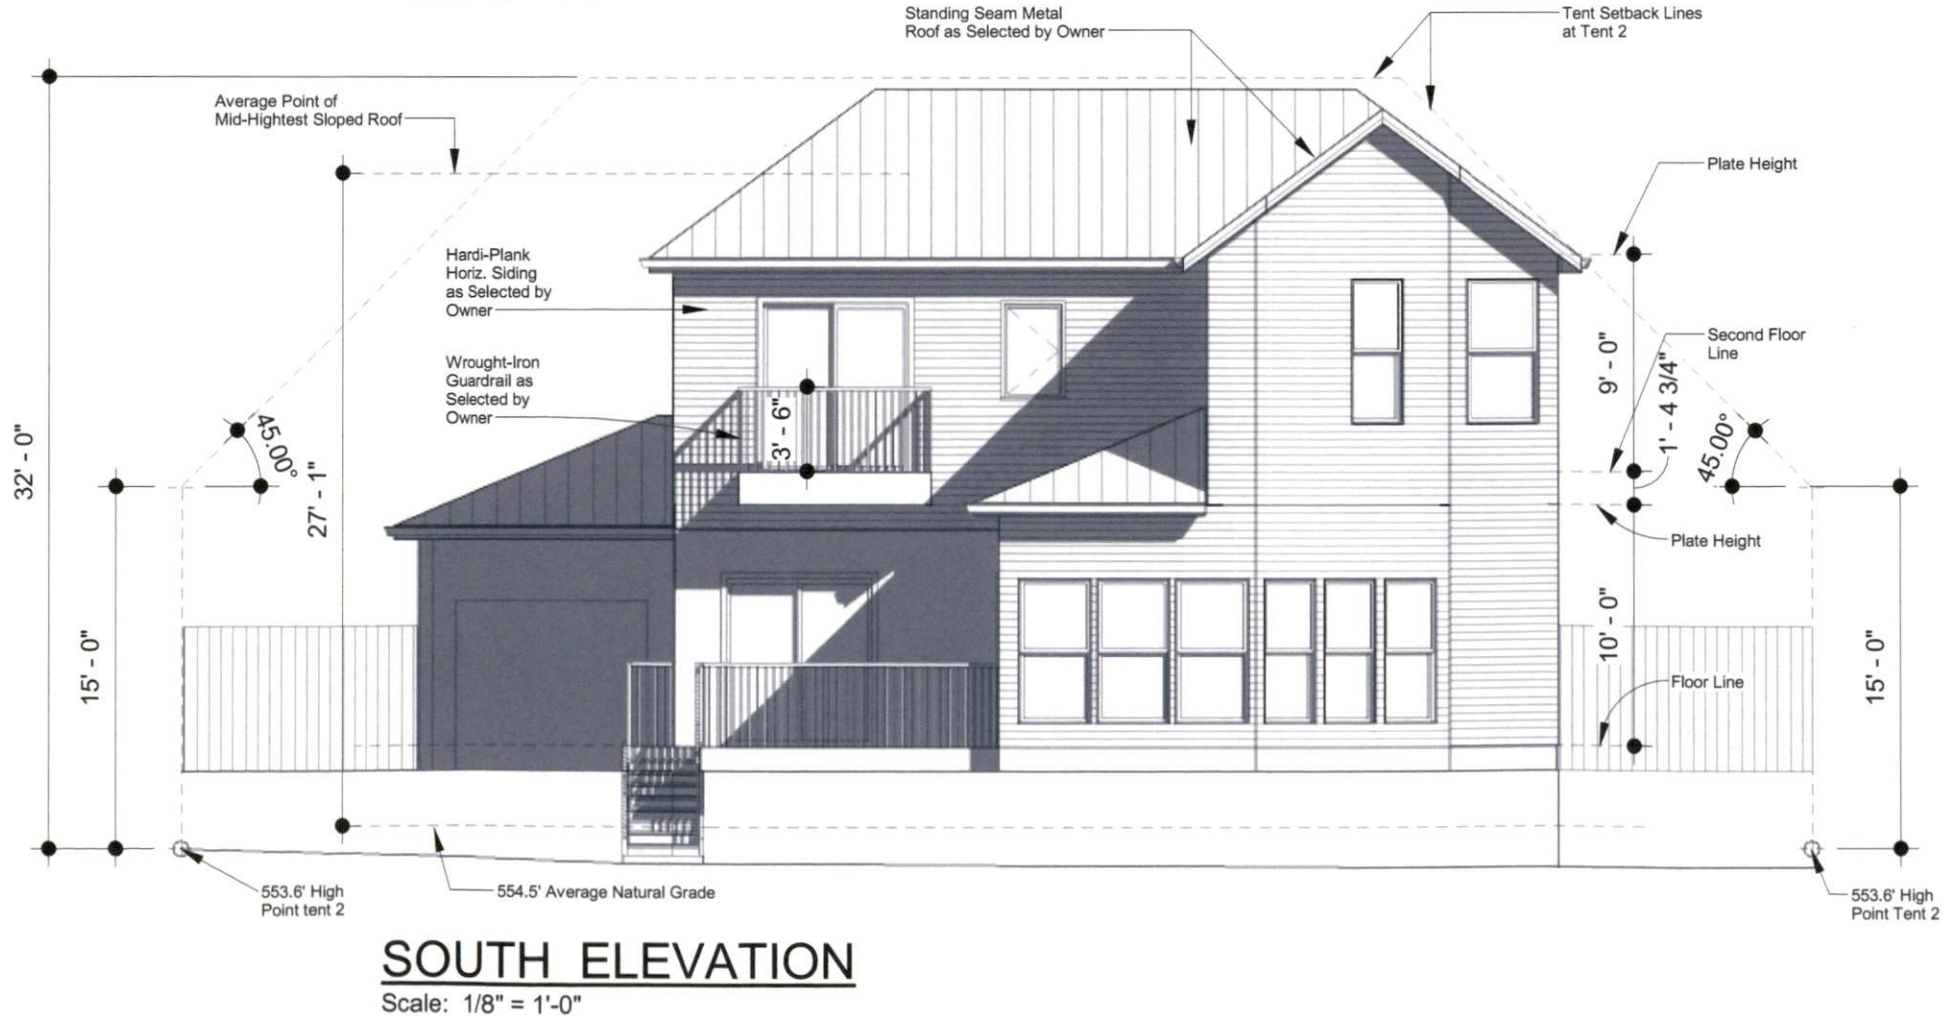 Standing Seam Metal
Roof as Selected by Owner
Tent Setback Lines
at Tent 2
Average Point of
Mid-Hightest Sloped Roof
Plate Height
Hardi-Plank
Horiz. Siding
as Selected by
Owner
Second Floor
Line
Wrought-Iron
Guardrail as
Selected by
Owner
9' - 0"
1' - 4 3/4"
3' - 6"
45.00°
45.00°
32' - 0"
27' - 1"
Plate Height
10' - 0"
15' - 0"
15' - 0"
Floor Line
553.6' High
Point tent 2
554.5' Average Natural Grade
553.6' High
Point Tent 2
SOUTH ELEVATION
Scale: 1/8" = 1'-0"